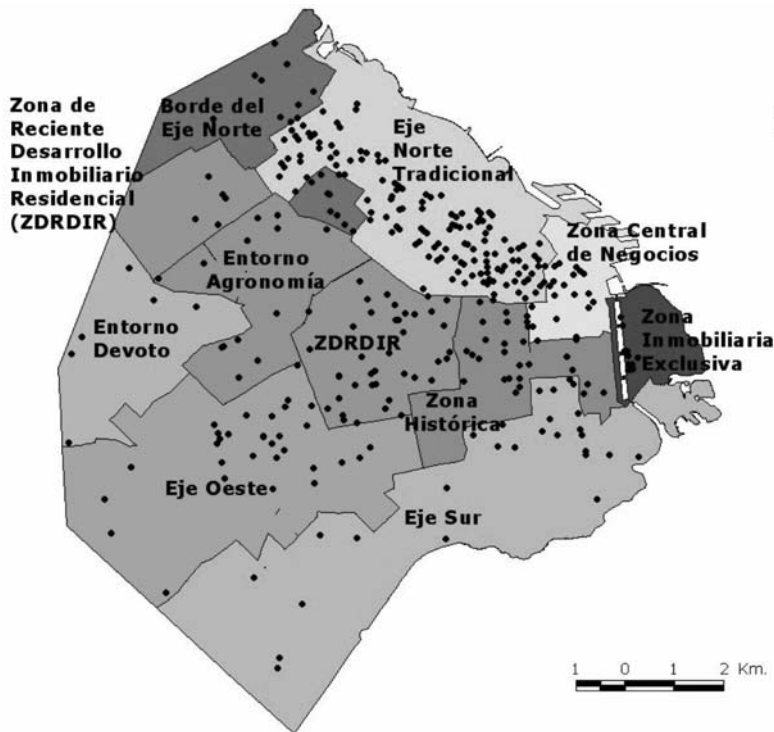 Zona de
Reciente
Desarrollo
Inmobiliario
Residencial
(ZDRDIR)
Borde del
Eje Norte
Eje
Norte
Tradicional
Zona Central
de Negocios
Entorno
Agronomía
Entorno
Devoto
ZDRDIR
Zona
Inmobiliaria
Exclusiva
Zona
Histórica
Eje Oeste
Eje Sur
1 0 1 2 Km.